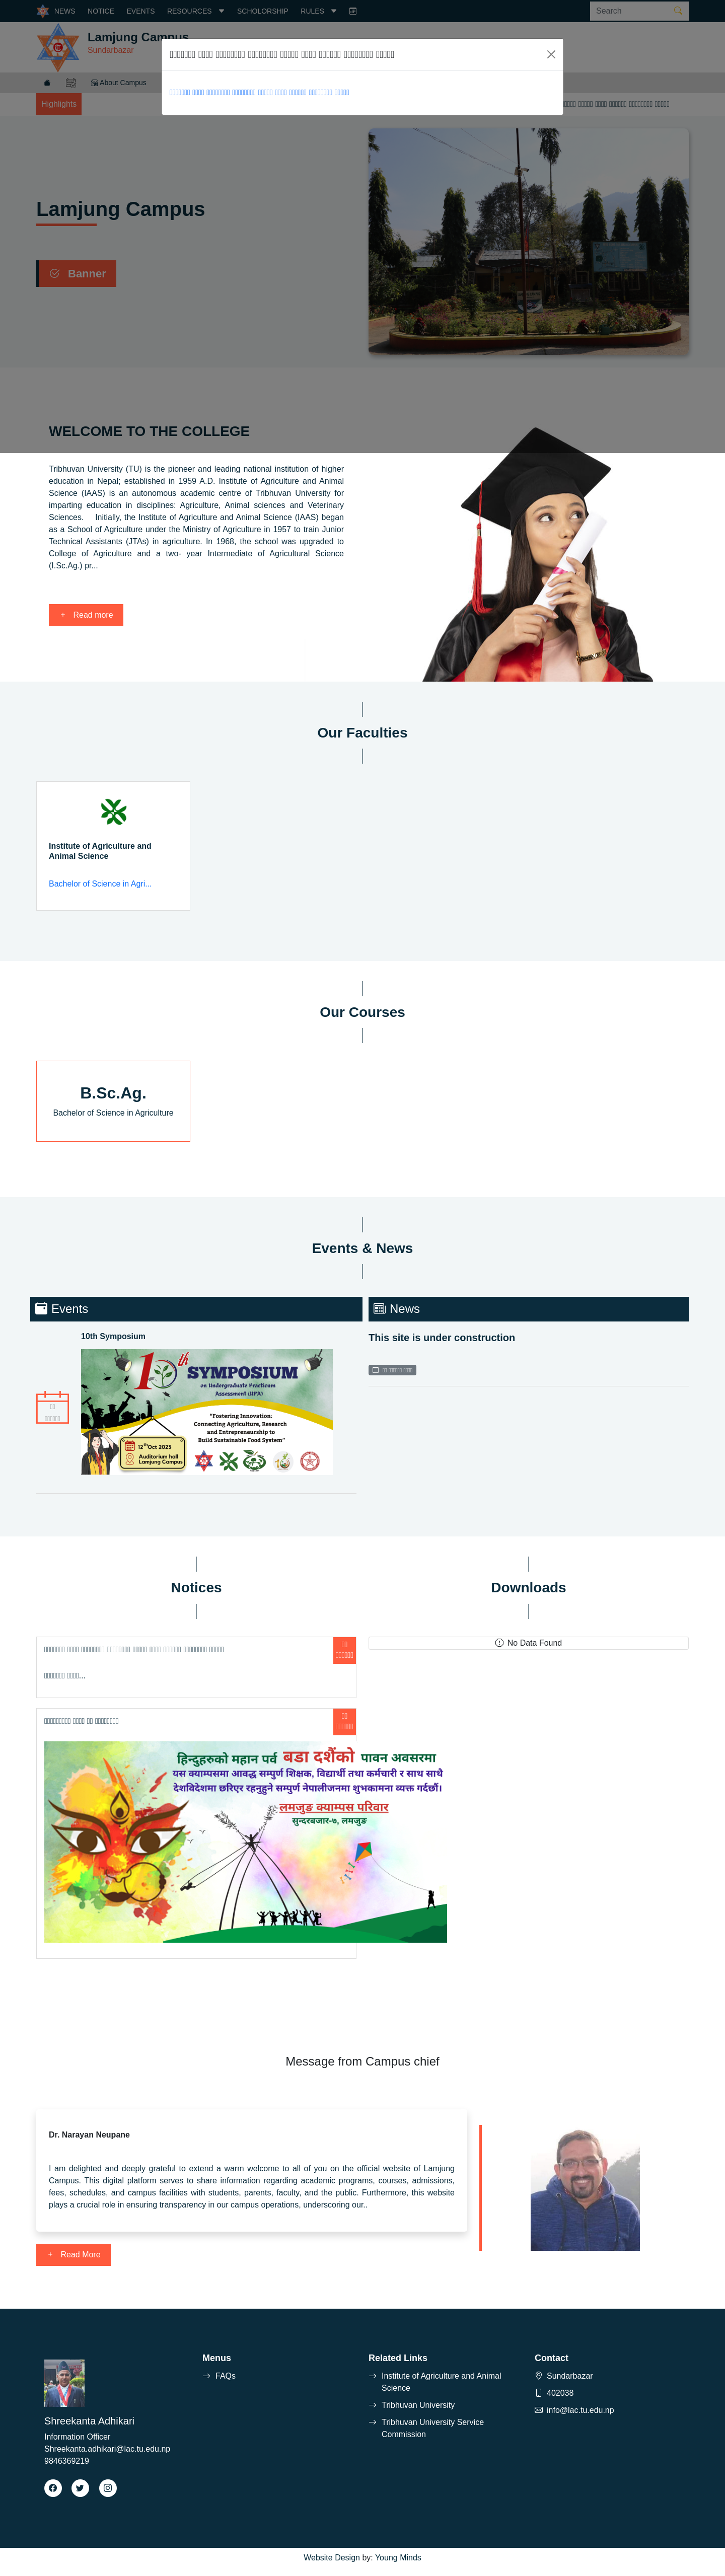 NEWS NOTICE EVENTS RESOURCES SCHOLORSHIP RULES Search
Lamjung Campus
Sundarbazar
About Campus
Highlights
Lamjung Campus
Banner
WELCOME TO THE COLLEGE
Tribhuvan University (TU) is the pioneer and leading national institution of higher
education in Nepal; established in 1959 A.D. Institute of Agriculture and Animal
Science (IAAS) is an autonomous academic centre of Tribhuvan University for
imparting education in disciplines: Agriculture, Animal sciences and Veterinary
Sciences. Initially, the Institute of Agriculture and Animal Science (IAAS) began
as a School of Agriculture under the Ministry of Agriculture in 1957 to train Junior
Technical Assistants (JTAs) in agriculture. In 1968, the school was upgraded to
College of Agriculture and a two- year Intermediate of Agricultural Science
(I.Sc.Ag.) pr...
+ Read more
Our Faculties
Institute of Agriculture and
Animal Science
Bachelor of Science in Agri...
Our Courses
B.Sc.Ag.
Bachelor of Science in Agriculture
Events & News
Events
10th Symposium
10th SYMPOSIUM
on Undergraduate Practicum
Assessment (UPA)
"Fostering Innovation:
Connecting Agriculture, Research
and Entrepreneurship to
Build Sustainable Food System"
12th Oct 2023
Auditorium hall
Lamjung Campus
News
This site is under construction
Notices
हिन्दुहरुको महान पर्व बडा दशैंको पावन अवसरमा
यस क्याम्पसमा आवद्ध सम्पुर्ण शिक्षक, विद्यार्थी तथा कर्मचारी र साथ साथै
देशविदेशमा छरिएर रहनुहुने सम्पुर्ण नेपालीजनमा शुभकामना व्यक्त गर्दछौं।
लमजुङ क्याम्पस परिवार
सुन्दरबजार-७, लमजुङ
Downloads
No Data Found
Message from Campus chief
Dr. Narayan Neupane
I am delighted and deeply grateful to extend a warm welcome to all of you on the official website of Lamjung
Campus. This digital platform serves to share information regarding academic programs, courses, admissions,
fees, schedules, and campus facilities with students, parents, faculty, and the public. Furthermore, this website
plays a crucial role in ensuring transparency in our campus operations, underscoring our..
+ Read More
Shreekanta Adhikari
Information Officer
Shreekanta.adhikari@lac.tu.edu.np
9846369219
Menus
FAQs
Related Links
Institute of Agriculture and Animal
Science
Tribhuvan University
Tribhuvan University Service
Commission
Contact
Sundarbazar
402038
info@lac.tu.edu.np
Website Design by: Young Minds